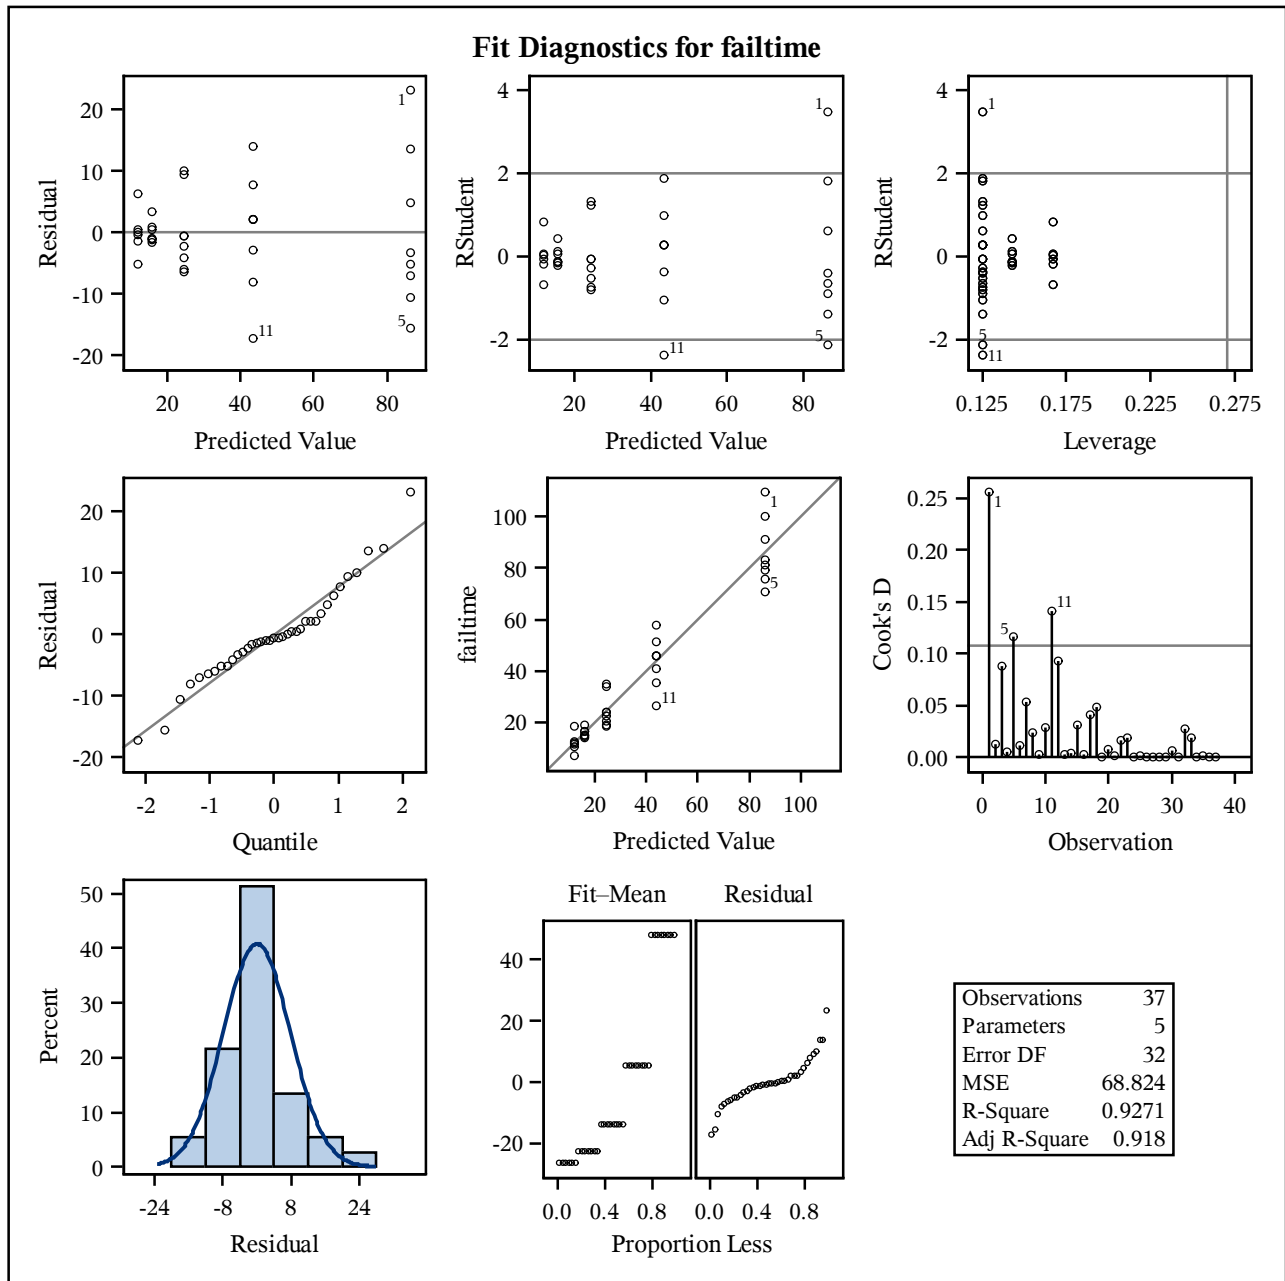 Fit Diagnostics for failtime
20
10
0
-10
-20
Residual
1
11
5
20 40 60 80
Predicted Value
4
2
0
-2
RStudent
1
11
5
20 40 60 80
Predicted Value
4
2
0
-2
RStudent
1
5
11
0.125 0.175 0.225 0.275
Leverage
20
10
0
-10
-20
Residual
-2 -1 0 1 2
Quantile
100
80
60
40
20
failtime
1
5
11
20 40 60 80 100
Predicted Value
0.25
0.20
0.15
0.10
0.05
0.00
Cook's D
1
5
11
0 10 20 30 40
Observation
50
40
30
20
10
0
Percent
-24 -8 8 24
Residual
Fit–Mean Residual
40
20
0
-20
0.0 0.4 0.8 0.0 0.4 0.8
Proportion Less
Observations 37
Parameters 5
Error DF 32
MSE 68.824
R-Square 0.9271
Adj R-Square 0.918